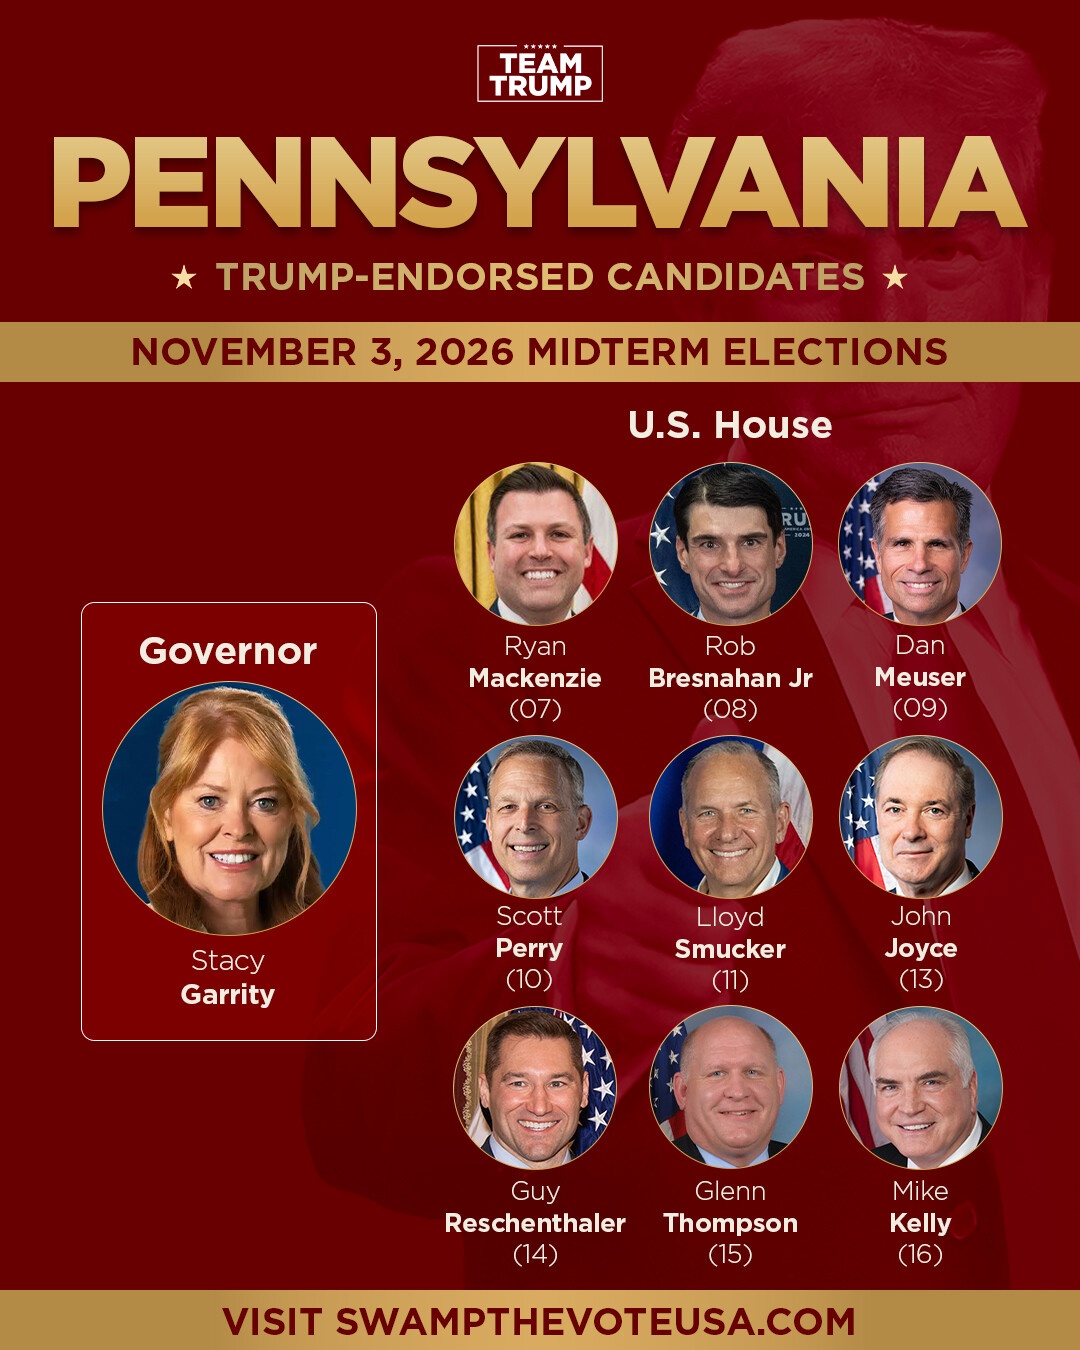 TEAM
TRUMP
PENNSYLVANIA
★ TRUMP-ENDORSED CANDIDATES ★
NOVEMBER 3, 2026 MIDTERM ELECTIONS
Governor
Stacy
Garrity
U.S. House
RU
2024
Ryan
Mackenzie
(07)
Rob
Bresnahan Jr
(08)
Dan
Meuser
(09)
Scott
Perry
(10)
Lloyd
Smucker
(11)
John
Joyce
(13)
Guy
Reschenthaler
(14)
Glenn
Thompson
(15)
Mike
Kelly
(16)
VISIT SWAMPTHEVOTEUSA.COM